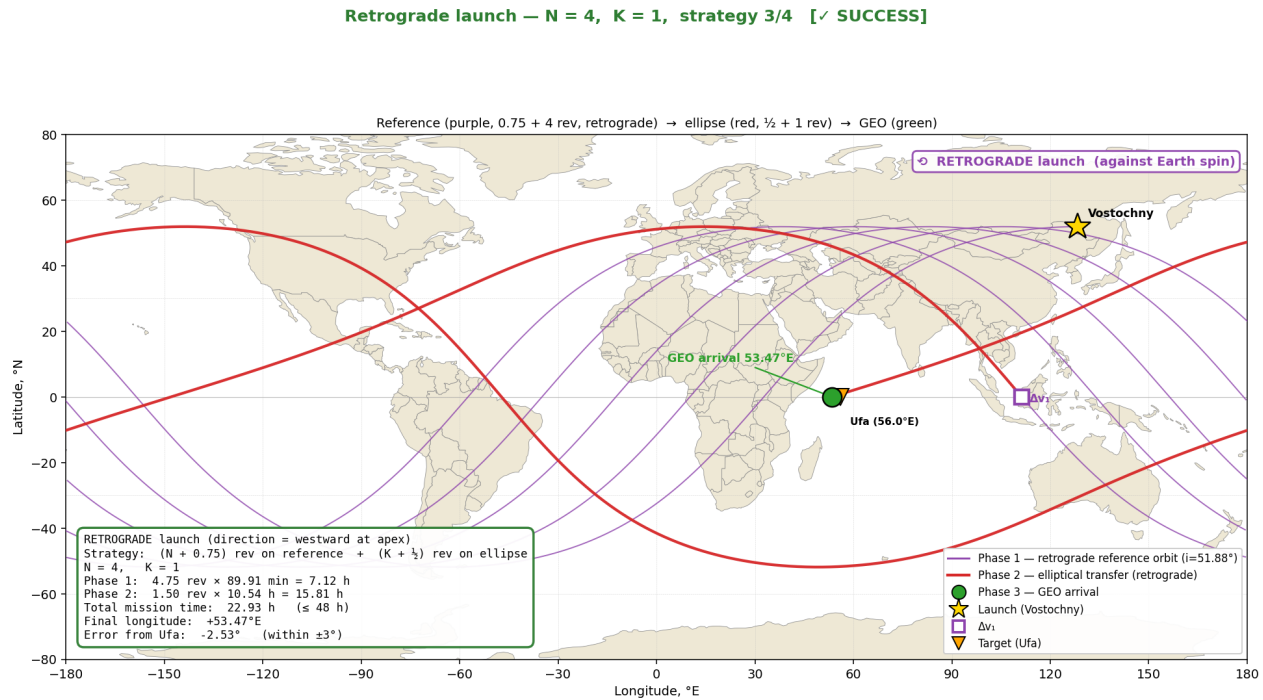 Retrograde launch — N = 4,  K = 1,  strategy 3/4   [✓ SUCCESS]
Reference (purple, 0.75 + 4 rev, retrograde)  →  ellipse (red, ½ + 1 rev)  →  GEO (green)
⟲  RETROGRADE launch  (against Earth spin)
Vostochny
GEO arrival 53.47°E
Δv₁
Ufa (56.0°E)
RETROGRADE launch (direction = westward at apex)
Strategy:  (N + 0.75) rev on reference  +  (K + ½) rev on ellipse
N = 4,   K = 1
Phase 1:  4.75 rev × 89.91 min = 7.12 h
Phase 2:  1.50 rev × 10.54 h = 15.81 h
Total mission time:  22.93 h   (≤ 48 h)
Final longitude:  +53.47°E
Error from Ufa:  -2.53°   (within ±3°)
Phase 1 — retrograde reference orbit (i=51.88°)
Phase 2 — elliptical transfer (retrograde)
Phase 3 — GEO arrival
Launch (Vostochny)
Δv₁
Target (Ufa)
80
60
40
20
0
−20
−40
−60
−80
Latitude, °N
−180
−150
−120
−90
−60
−30
0
30
60
90
120
150
180
Longitude, °E